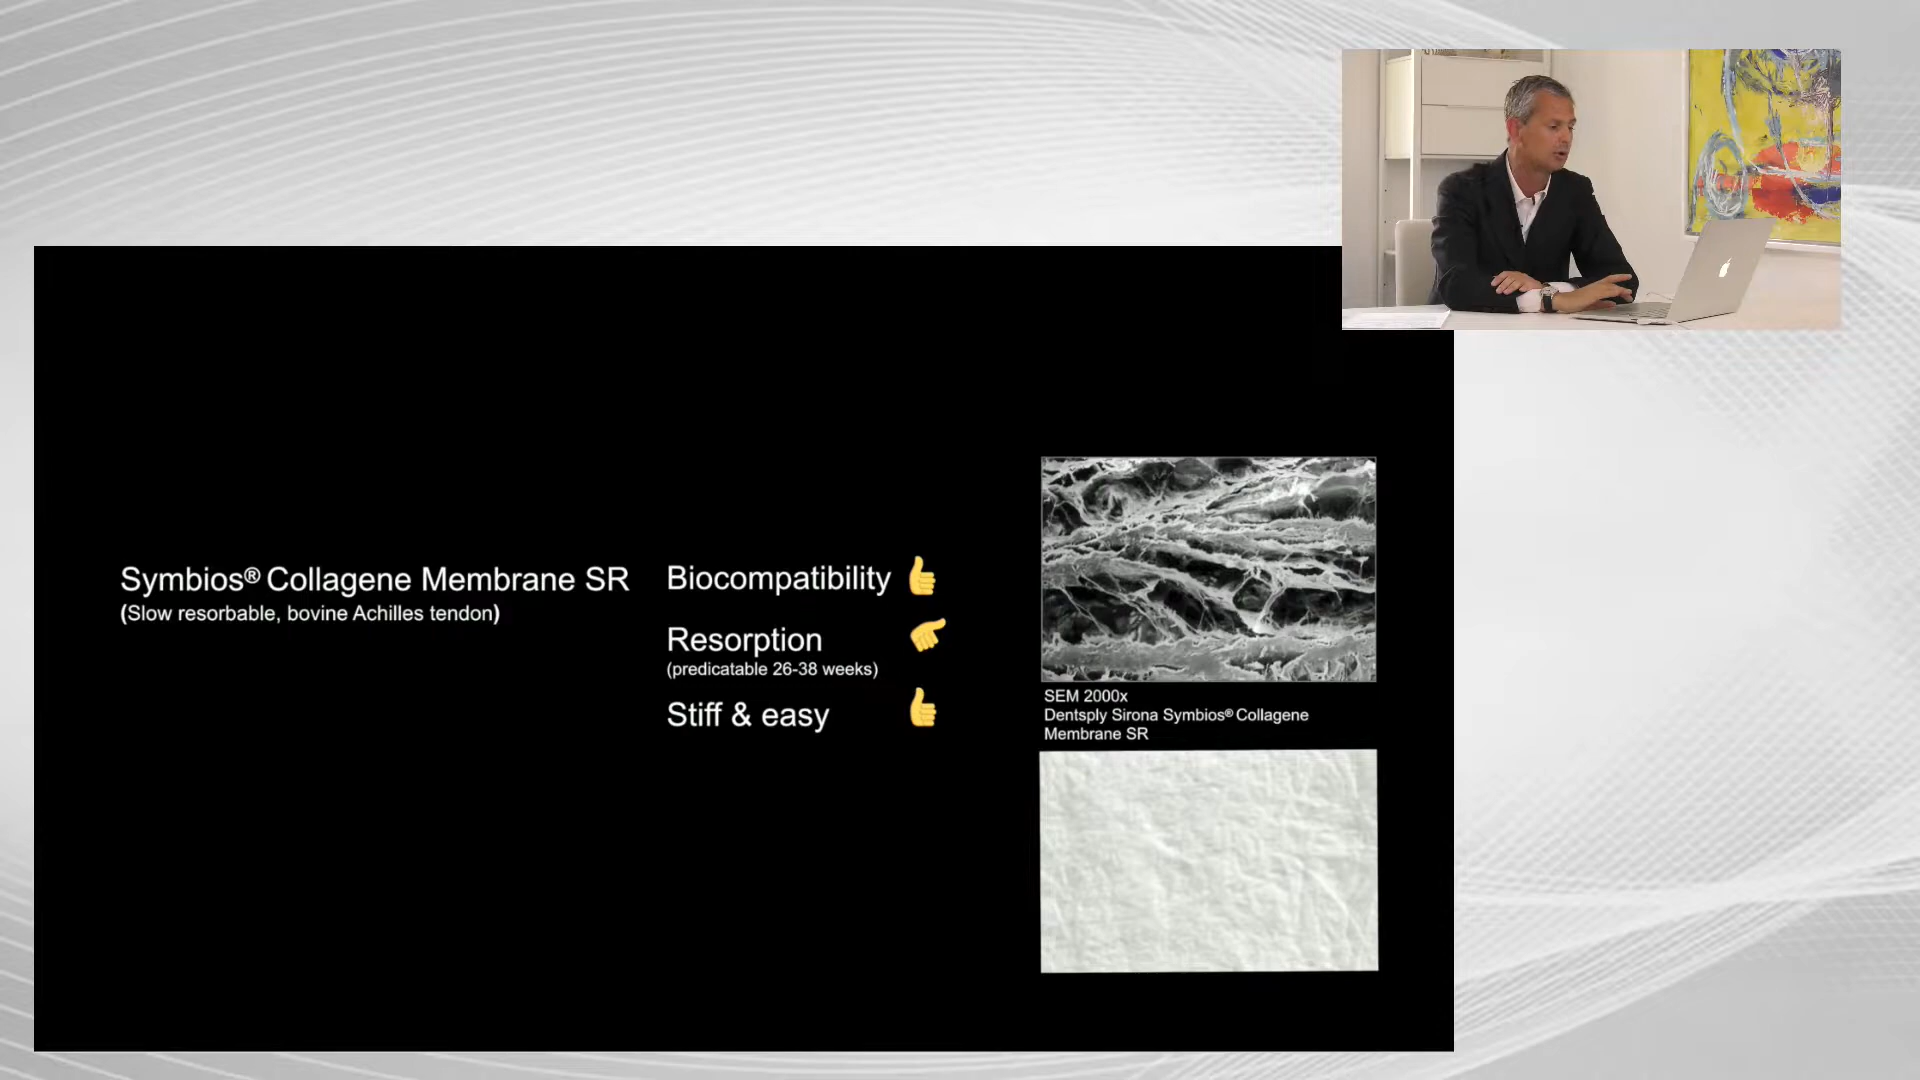 Symbios® Collagene Membrane SR
(Slow resorbable, bovine Achilles tendon)
Biocompatibility
Resorption
(predicatable 26-38 weeks)
Stiff & easy
SEM 2000x
Dentsply Sirona Symbios® Collagene
Membrane SR